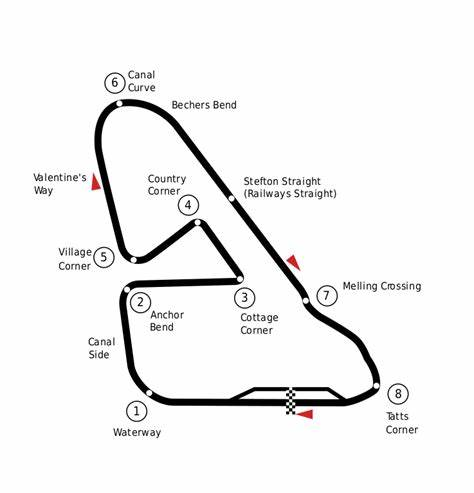 6
Canal
Curve
Bechers Bend
Valentine's
Way
Country
Corner
4
Stefton Straight
(Railways Straight)
Village
Corner
5
2
Anchor
Bend
3
Cottage
Corner
7
Melling Crossing
Canal
Side
1
Waterway
8
Tatts
Corner